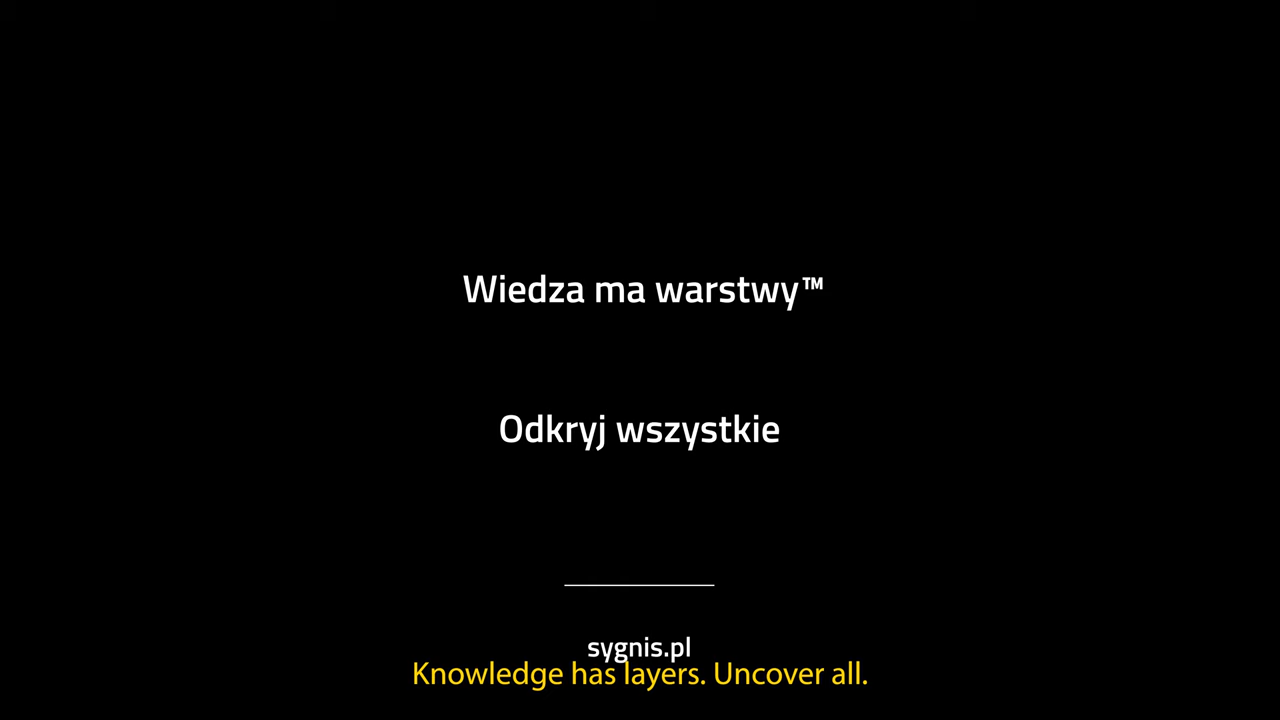 Wiedza ma warstwy™
Odkryj wszystkie
sygnis.pl
Knowledge has layers. Uncover all.